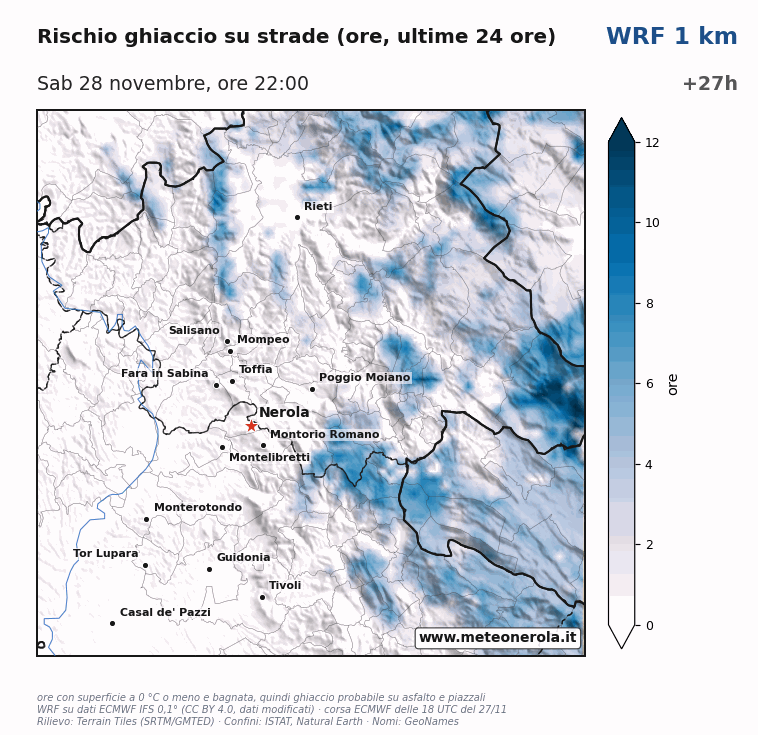 Rischio ghiaccio su strade (ore, ultime 24 ore)
WRF 1 km
Sab 28 novembre, ore 22:00
+27h
Rieti
Salisano
Mompeo
Toffia
Fara in Sabina
Poggio Moiano
Nerola
Montorio Romano
Montelibretti
Monterotondo
Tor Lupara
Guidonia
Tivoli
Casal de' Pazzi
www.meteonerola.it
12
10
8
6
4
2
0
ore
ore con superficie a 0 °C o meno e bagnata, quindi ghiaccio probabile su asfalto e piazzali
WRF su dati ECMWF IFS 0,1° (CC BY 4.0, dati modificati) · corsa ECMWF delle 18 UTC del 27/11
Rilievo: Terrain Tiles (SRTM/GMTED) · Confini: ISTAT, Natural Earth · Nomi: GeoNames